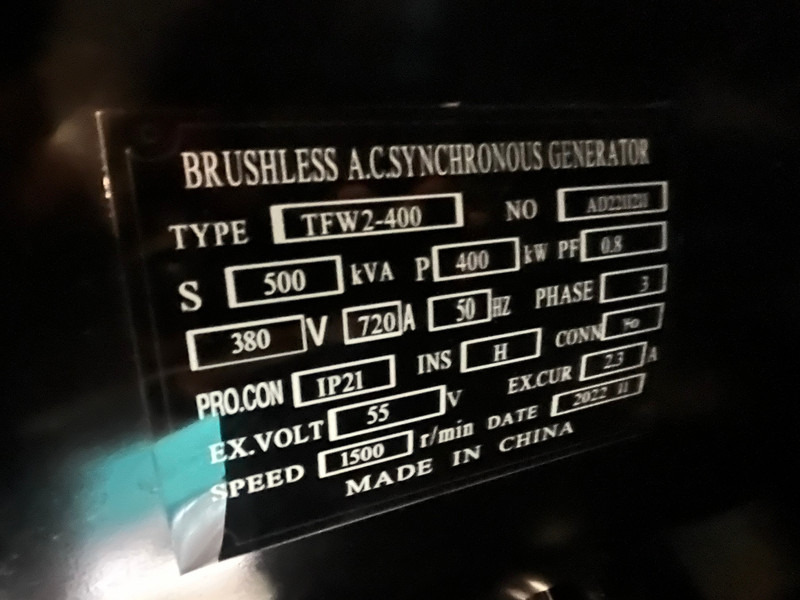 BRUSHLESS A.C.SYNCHRONOUS GENERATOR
TYPE TFW2-400 NO
S 500 kVA P 400 kW PF 0.8
380 V 720 A 50 HZ PHASE 3
PRO.CON IP21 INS H CONN
EX.VOLT 55 V EX.CUR 2.3 A
SPEED 1500 r/min DATE 2022 11
MADE IN CHINA